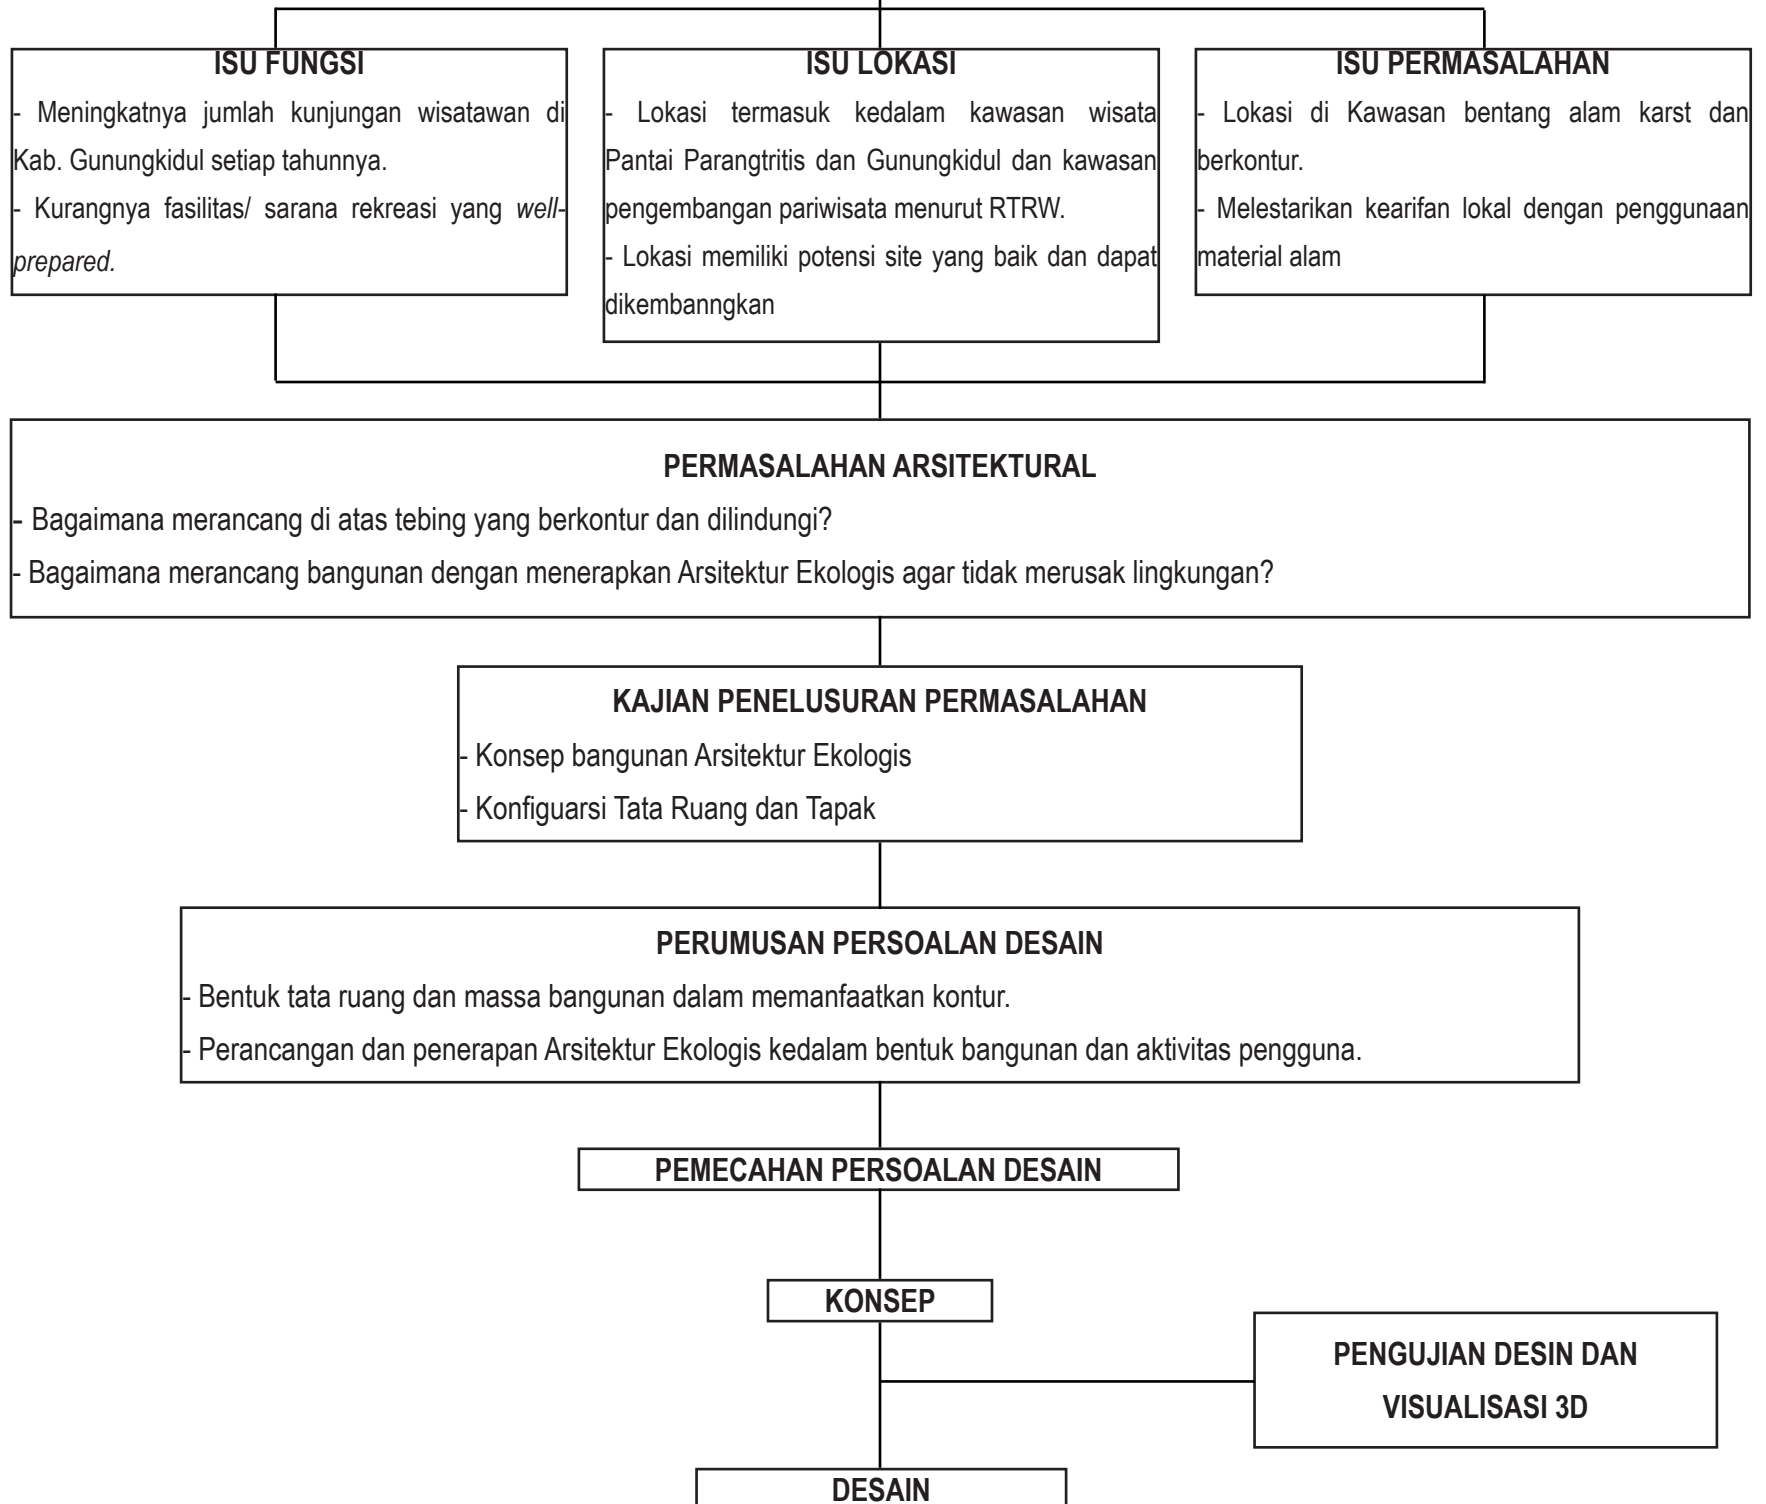 ISU FUNGSI
- Meningkatnya jumlah kunjungan wisatawan di
Kab. Gunungkidul setiap tahunnya.
- Kurangnya fasilitas/ sarana rekreasi yang well-
prepared.
ISU LOKASI
- Lokasi termasuk kedalam kawasan wisata
Pantai Parangtritis dan Gunungkidul dan kawasan
pengembangan pariwisata menurut RTRW.
- Lokasi memiliki potensi site yang baik dan dapat
dikembanngkan
ISU PERMASALAHAN
- Lokasi di Kawasan bentang alam karst dan
berkontur.
- Melestarikan kearifan lokal dengan penggunaan
material alam
PERMASALAHAN ARSITEKTURAL
- Bagaimana merancang di atas tebing yang berkontur dan dilindungi?
- Bagaimana merancang bangunan dengan menerapkan Arsitektur Ekologis agar tidak merusak lingkungan?
KAJIAN PENELUSURAN PERMASALAHAN
- Konsep bangunan Arsitektur Ekologis
- Konfiguarsi Tata Ruang dan Tapak
PERUMUSAN PERSOALAN DESAIN
- Bentuk tata ruang dan massa bangunan dalam memanfaatkan kontur.
- Perancangan dan penerapan Arsitektur Ekologis kedalam bentuk bangunan dan aktivitas pengguna.
PEMECAHAN PERSOALAN DESAIN
KONSEP
PENGUJIAN DESIN DAN
VISUALISASI 3D
DESAIN